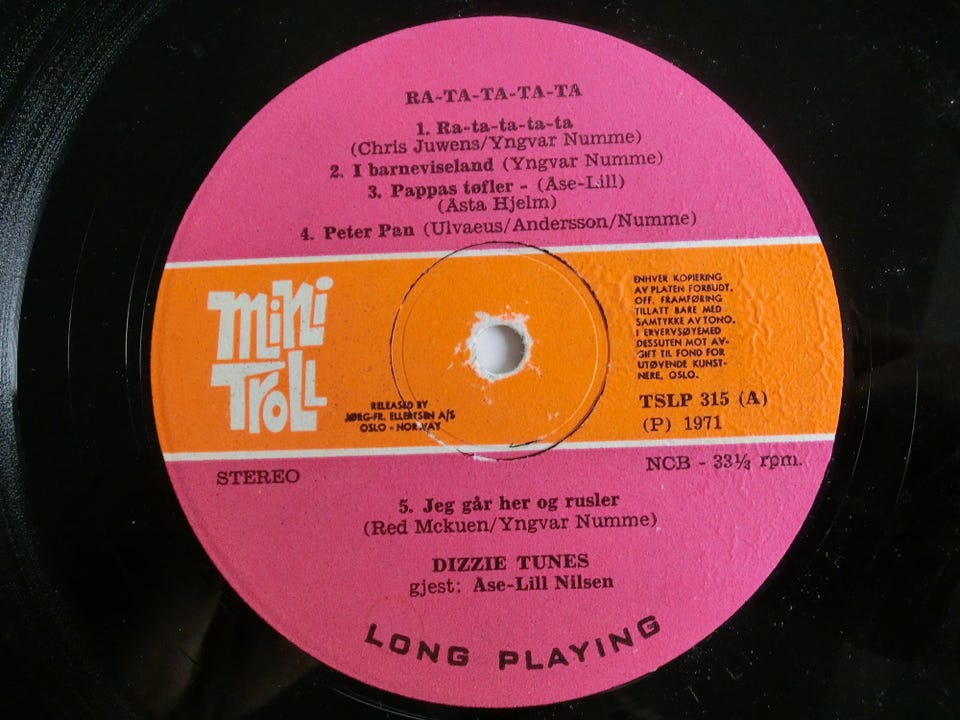 RA-TA-TA-TA-TA
1. Ra-ta-ta-ta-ta
(Chris Juwens/Yngvar Numme)
2. I barneviseland (Yngvar Numme)
3. Pappas tøfler - (Ase-Lill)
(Asta Hjelm)
4. Peter Pan (Ulvaeus/Andersson/Numme)
MiNi
TRoLL
RELEASED BY
JØRG-FR. ELLERTSEN A/S
OSLO - NORWAY
ENHVER KOPIERING
AV PLATEN FORBUDT.
OFF. FRAMFØRING
TILLATT BARE MED
SAMTYKKE AV TONO.
I ERVERVSØYEMED
DESSUTEN MOT AV-
GIFT TIL FOND FOR
UTØVENDE KUNST-
NERE, OSLO.
TSLP 315 (A)
(P) 1971
STEREO
NCB - 33⅓ rpm.
5. Jeg går her og rusler
(Red Mckuen/Yngvar Numme)
DIZZIE TUNES
gjest: Ase-Lill Nilsen
LONG PLAYING